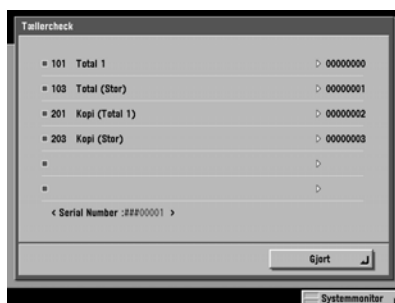 Tællercheck
101 Total 1 00000000
103 Total (Stor) 00000001
201 Kopi (Total 1) 00000002
203 Kopi (Stor) 00000003
< Serial Number :###00001 >
Gjort
Systemmonitor